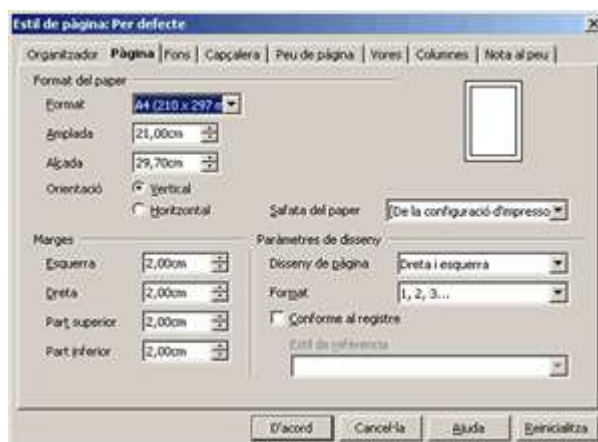 Estil de pàgina: Per defecte
Organitzador Pàgina Fons Capçalera Peu de pàgina Vores Columnes Nota al peu
Format del paper
Format A4 (210 x 297 m
Amplada 21,00cm
Alçada 29,70cm
Orientació Vertical
Horitzontal
Safata del paper [De la configuració d'impresso
Marges
Esquerra 2,00cm
Dreta 2,00cm
Part superior 2,00cm
Part inferior 2,00cm
Paràmetres de disseny
Disseny de pàgina Dreta i esquerra
Format 1, 2, 3...
Conforme al registre
Estil de referència
D'acord Cancel·la Ajuda Reinicialitza